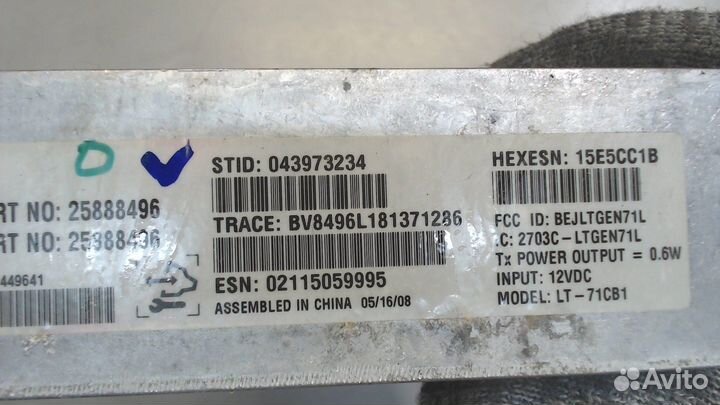 STID: 043973234
HEXESN: 15E5CC1B
RT NO: 25888496
RT NO: 25888496
449641
TRACE: BV8496L181371286
ESN: 02115059995
ASSEMBLED IN CHINA 05/16/08
FCC ID: BEJLTGEN71L
.C: 2703C-LTGEN71L
Tx POWER OUTPUT = 0.6W
INPUT: 12VDC
MODEL: LT-71CB1
Avito